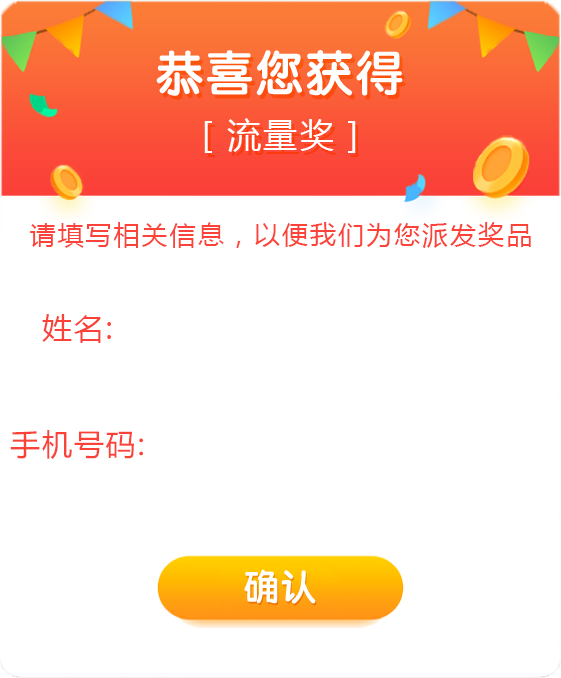 恭喜您获得
[ 流量奖 ]
请填写相关信息，以便我们为您派发奖品
姓名:
手机号码:
确认